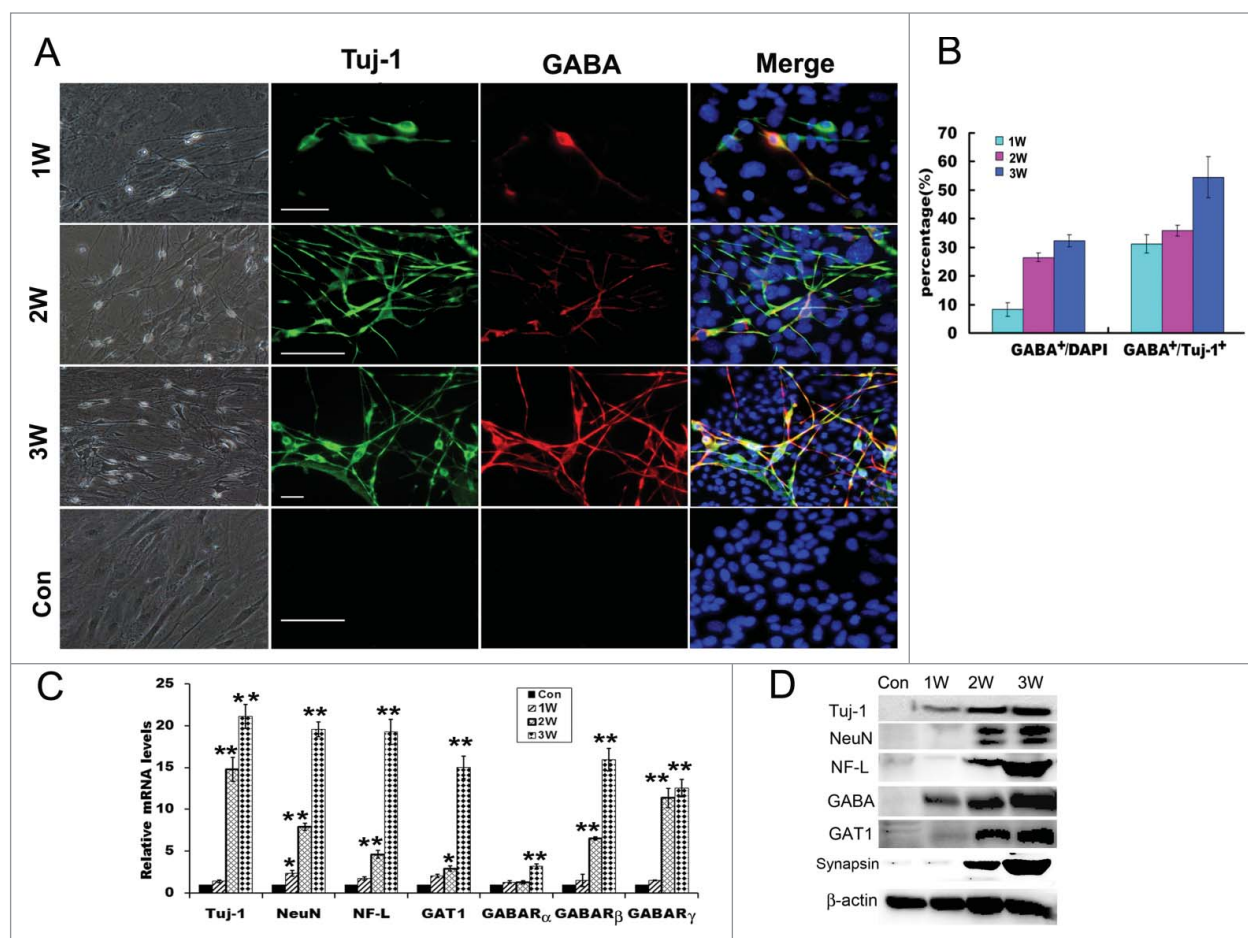 A
Tuj-1 GABA Merge
1W
2W
3W
Con
B
percentage(%)
70
60
50
40
30
20
10
0
1W
2W
3W
GABA+/DAPI GABA+/Tuj-1+
C
Relative mRNA levels
25
20
15
10
5
0
Con
1W
2W
3W
** ** ** ** ** ** ** ** **
* ** ** * ** **
Tuj-1 NeuN NF-L GAT1 GABARα GABARβ GABARγ
D
Con 1W 2W 3W
Tuj-1
NeuN
NF-L
GABA
GAT1
Synapsin
β-actin